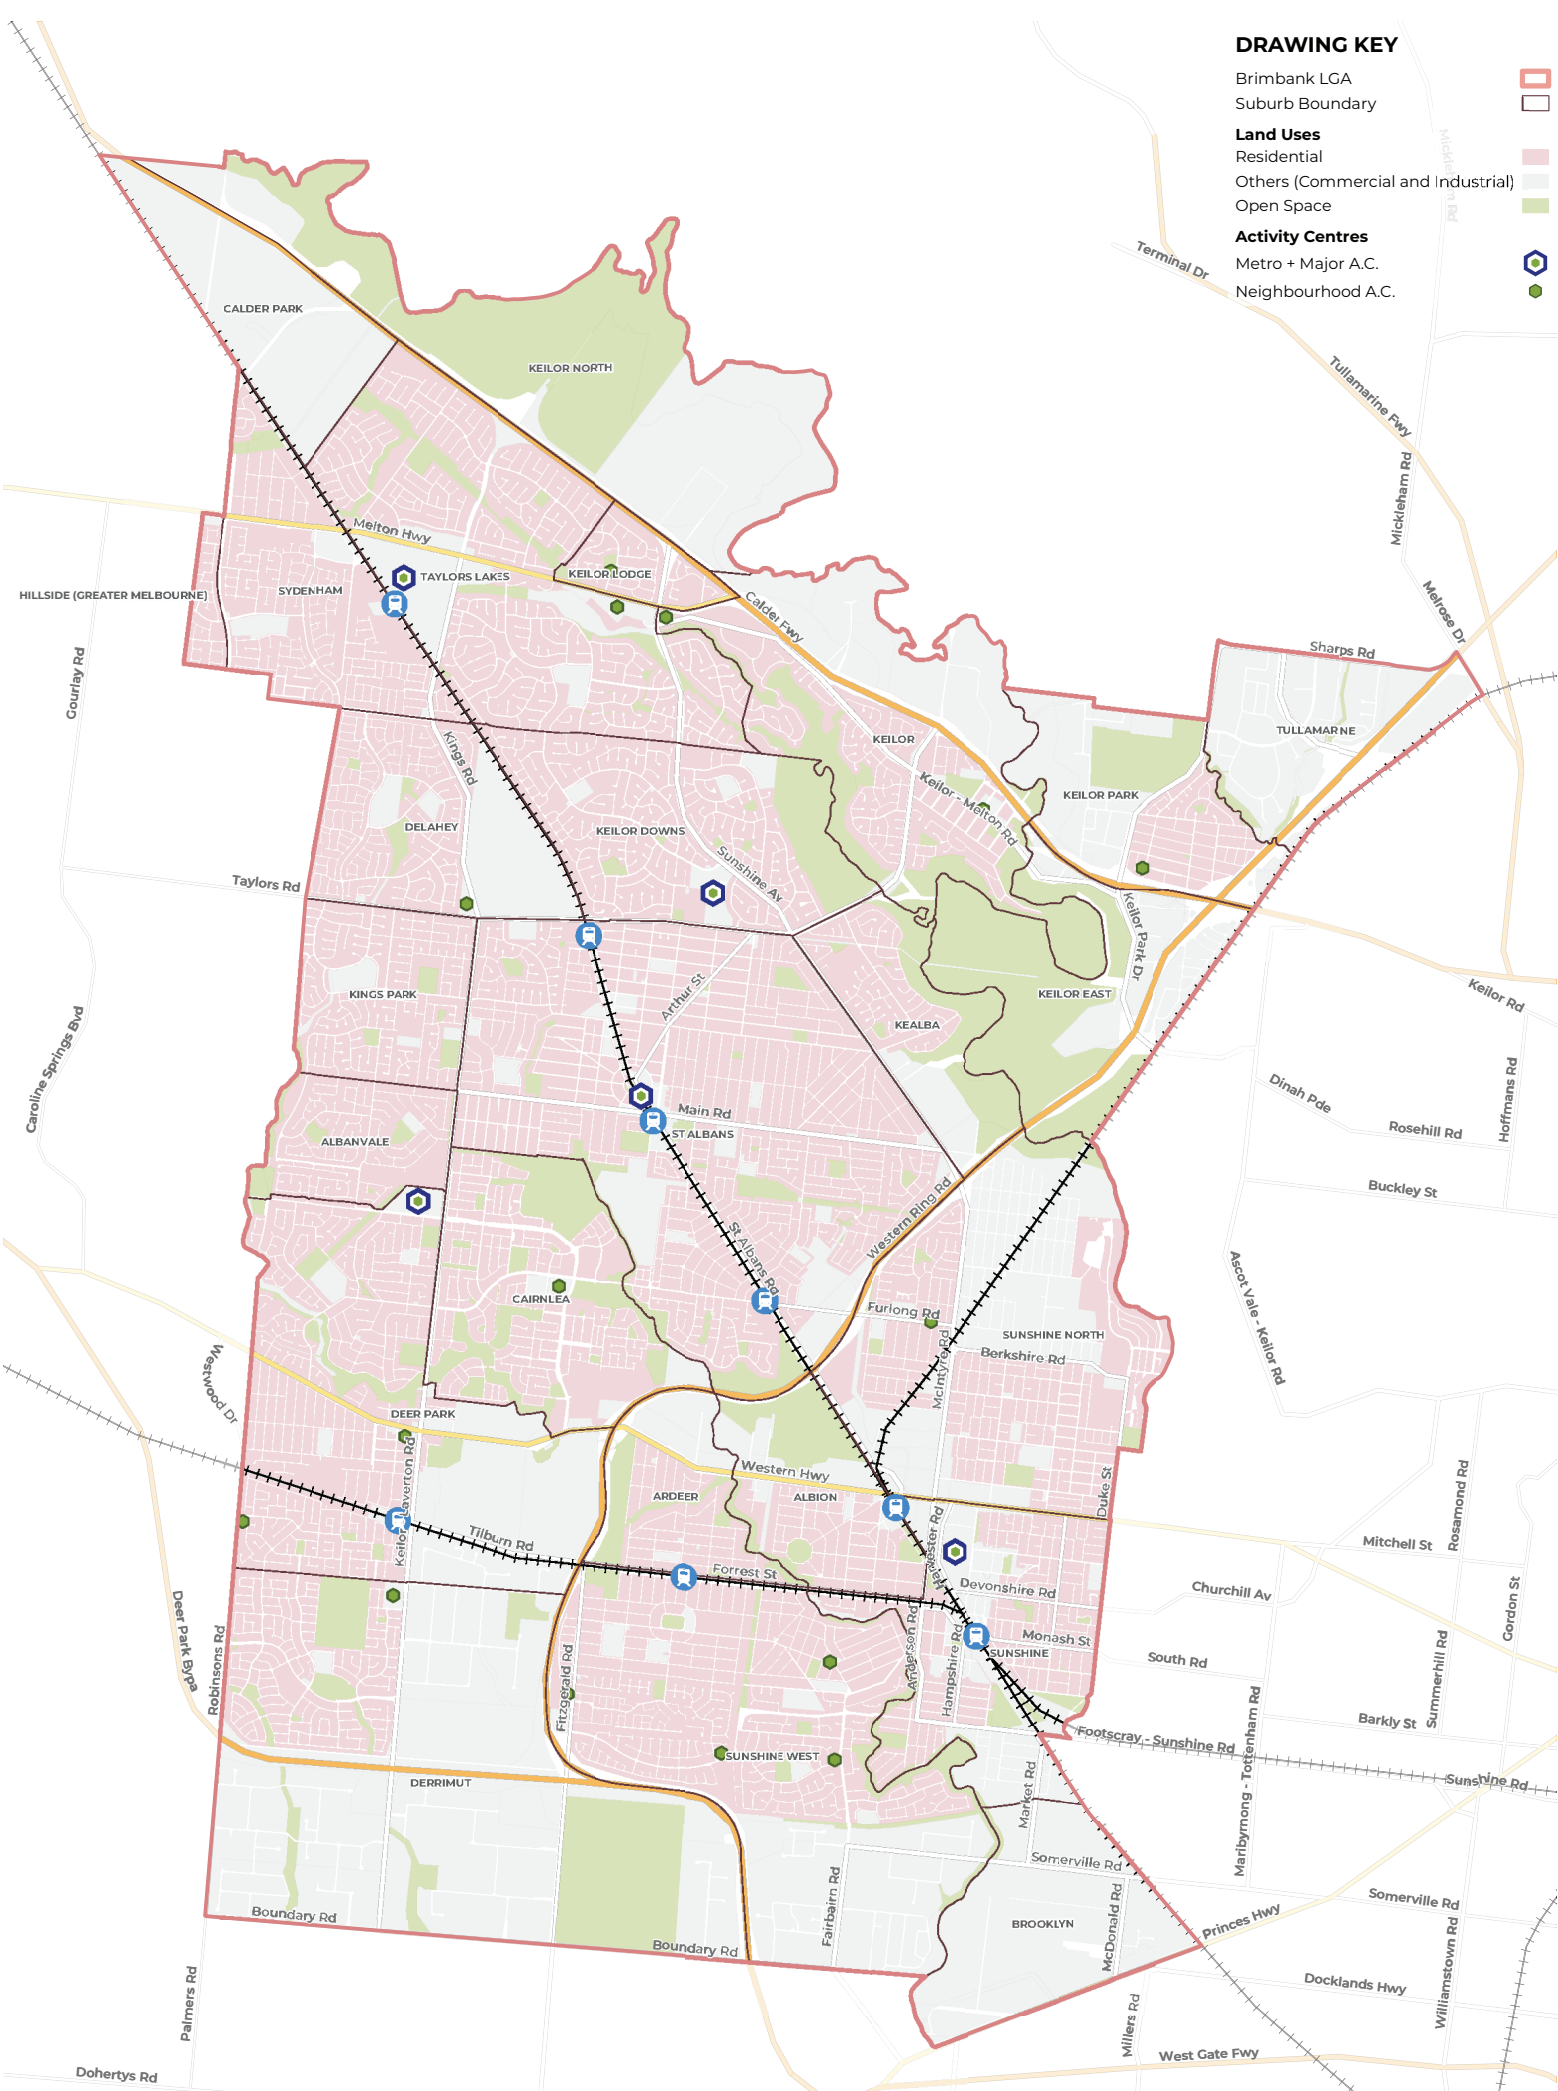 DRAWING KEY
Brimbank LGA
Suburb Boundary
Land Uses
Residential
Others (Commercial and Industrial)
Open Space
Activity Centres
Metro + Major A.C.
Neighbourhood A.C.
Mickleham Rd
Terminal Dr
Tullamarine Fwy
Mickleham Rd
Melrose Dr
Sharps Rd
CALDER PARK
KEILOR NORTH
Melton Hwy
TAYLORS LAKES
KEILOR LODGE
SYDENHAM
HILLSIDE (GREATER MELBOURNE)
Calder Fwy
Gourlay Rd
Kings Rd
KEILOR
TULLAMARNE
KEILOR PARK
Keilor - Melton Rd
DELAHEY
KEILOR DOWNS
Sunshine Av
Taylors Rd
Keilor Park Dr
KINGS PARK
Arthur St
KEILOR EAST
KEALBA
Keilor Rd
Caroline Springs Bvd
Dinah Pde
Hoffmans Rd
Rosehill Rd
Main Rd
ST ALBANS
ALBANVALE
Buckley St
Western Ring Rd
St Albans Rd
Ascot Vale - Keilor Rd
CAIRNLEA
Furlong Rd
SUNSHINE NORTH
Berkshire Rd
McIntyre Rd
Westwood Dr
DEER PARK
Keilor - Laverton Rd
Western Hwy
ARDEER
ALBION
Duke St
Rosamond Rd
Mitchell St
Tilburn Rd
Forrest St
Devonshire Rd
Churchill Av
Gordon St
Deer Park Bypa
Robinsons Rd
Fitzgerald Rd
Anderson Rd
Hampshire Rd
Monash St
SUNSHINE
South Rd
Summerhill Rd
Barkly St
Footscray - Sunshine Rd
Maribyrnong - Tottenham Rd
Sunshine Rd
SUNSHINE WEST
DERRIMUT
Market Rd
Somerville Rd
Somerville Rd
Fairbairn Rd
McDonald Rd
BROOKLYN
Princes Hwy
Boundary Rd
Boundary Rd
Williamstown Rd
Palmers Rd
Docklands Hwy
Millers Rd
West Gate Fwy
Dohertys Rd